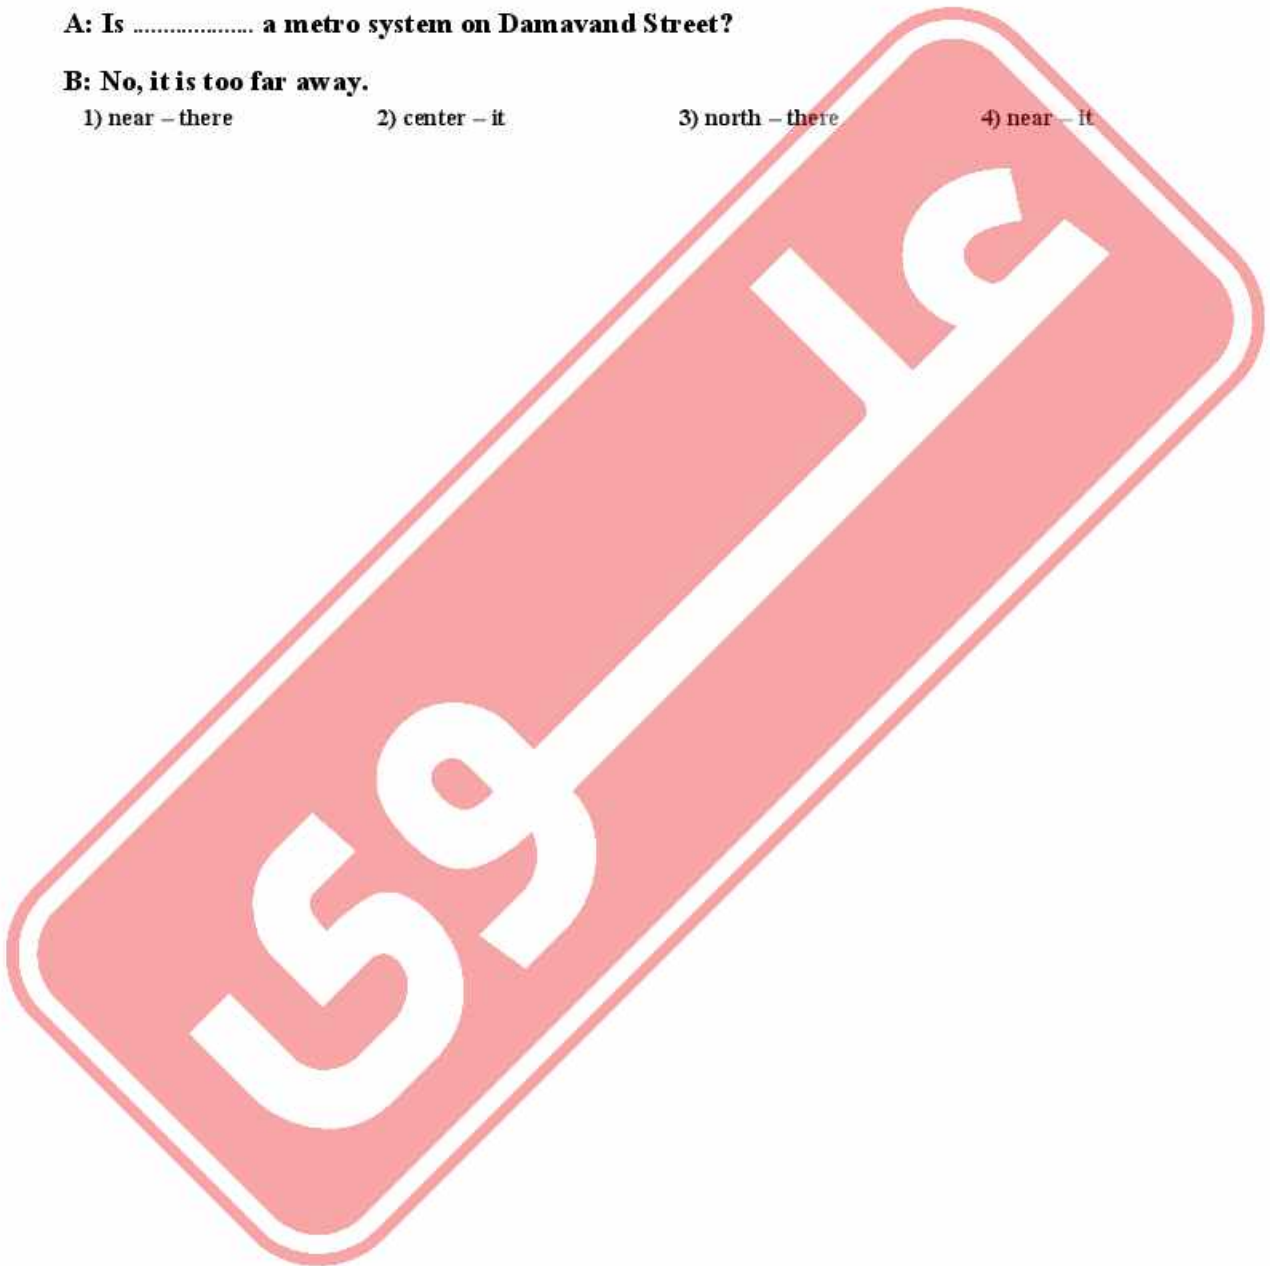 A: Is .................... a metro system on Damavand Street?
B: No, it is too far away.
1) near – there 2) center – it 3) north – there 4) near – it
علوی